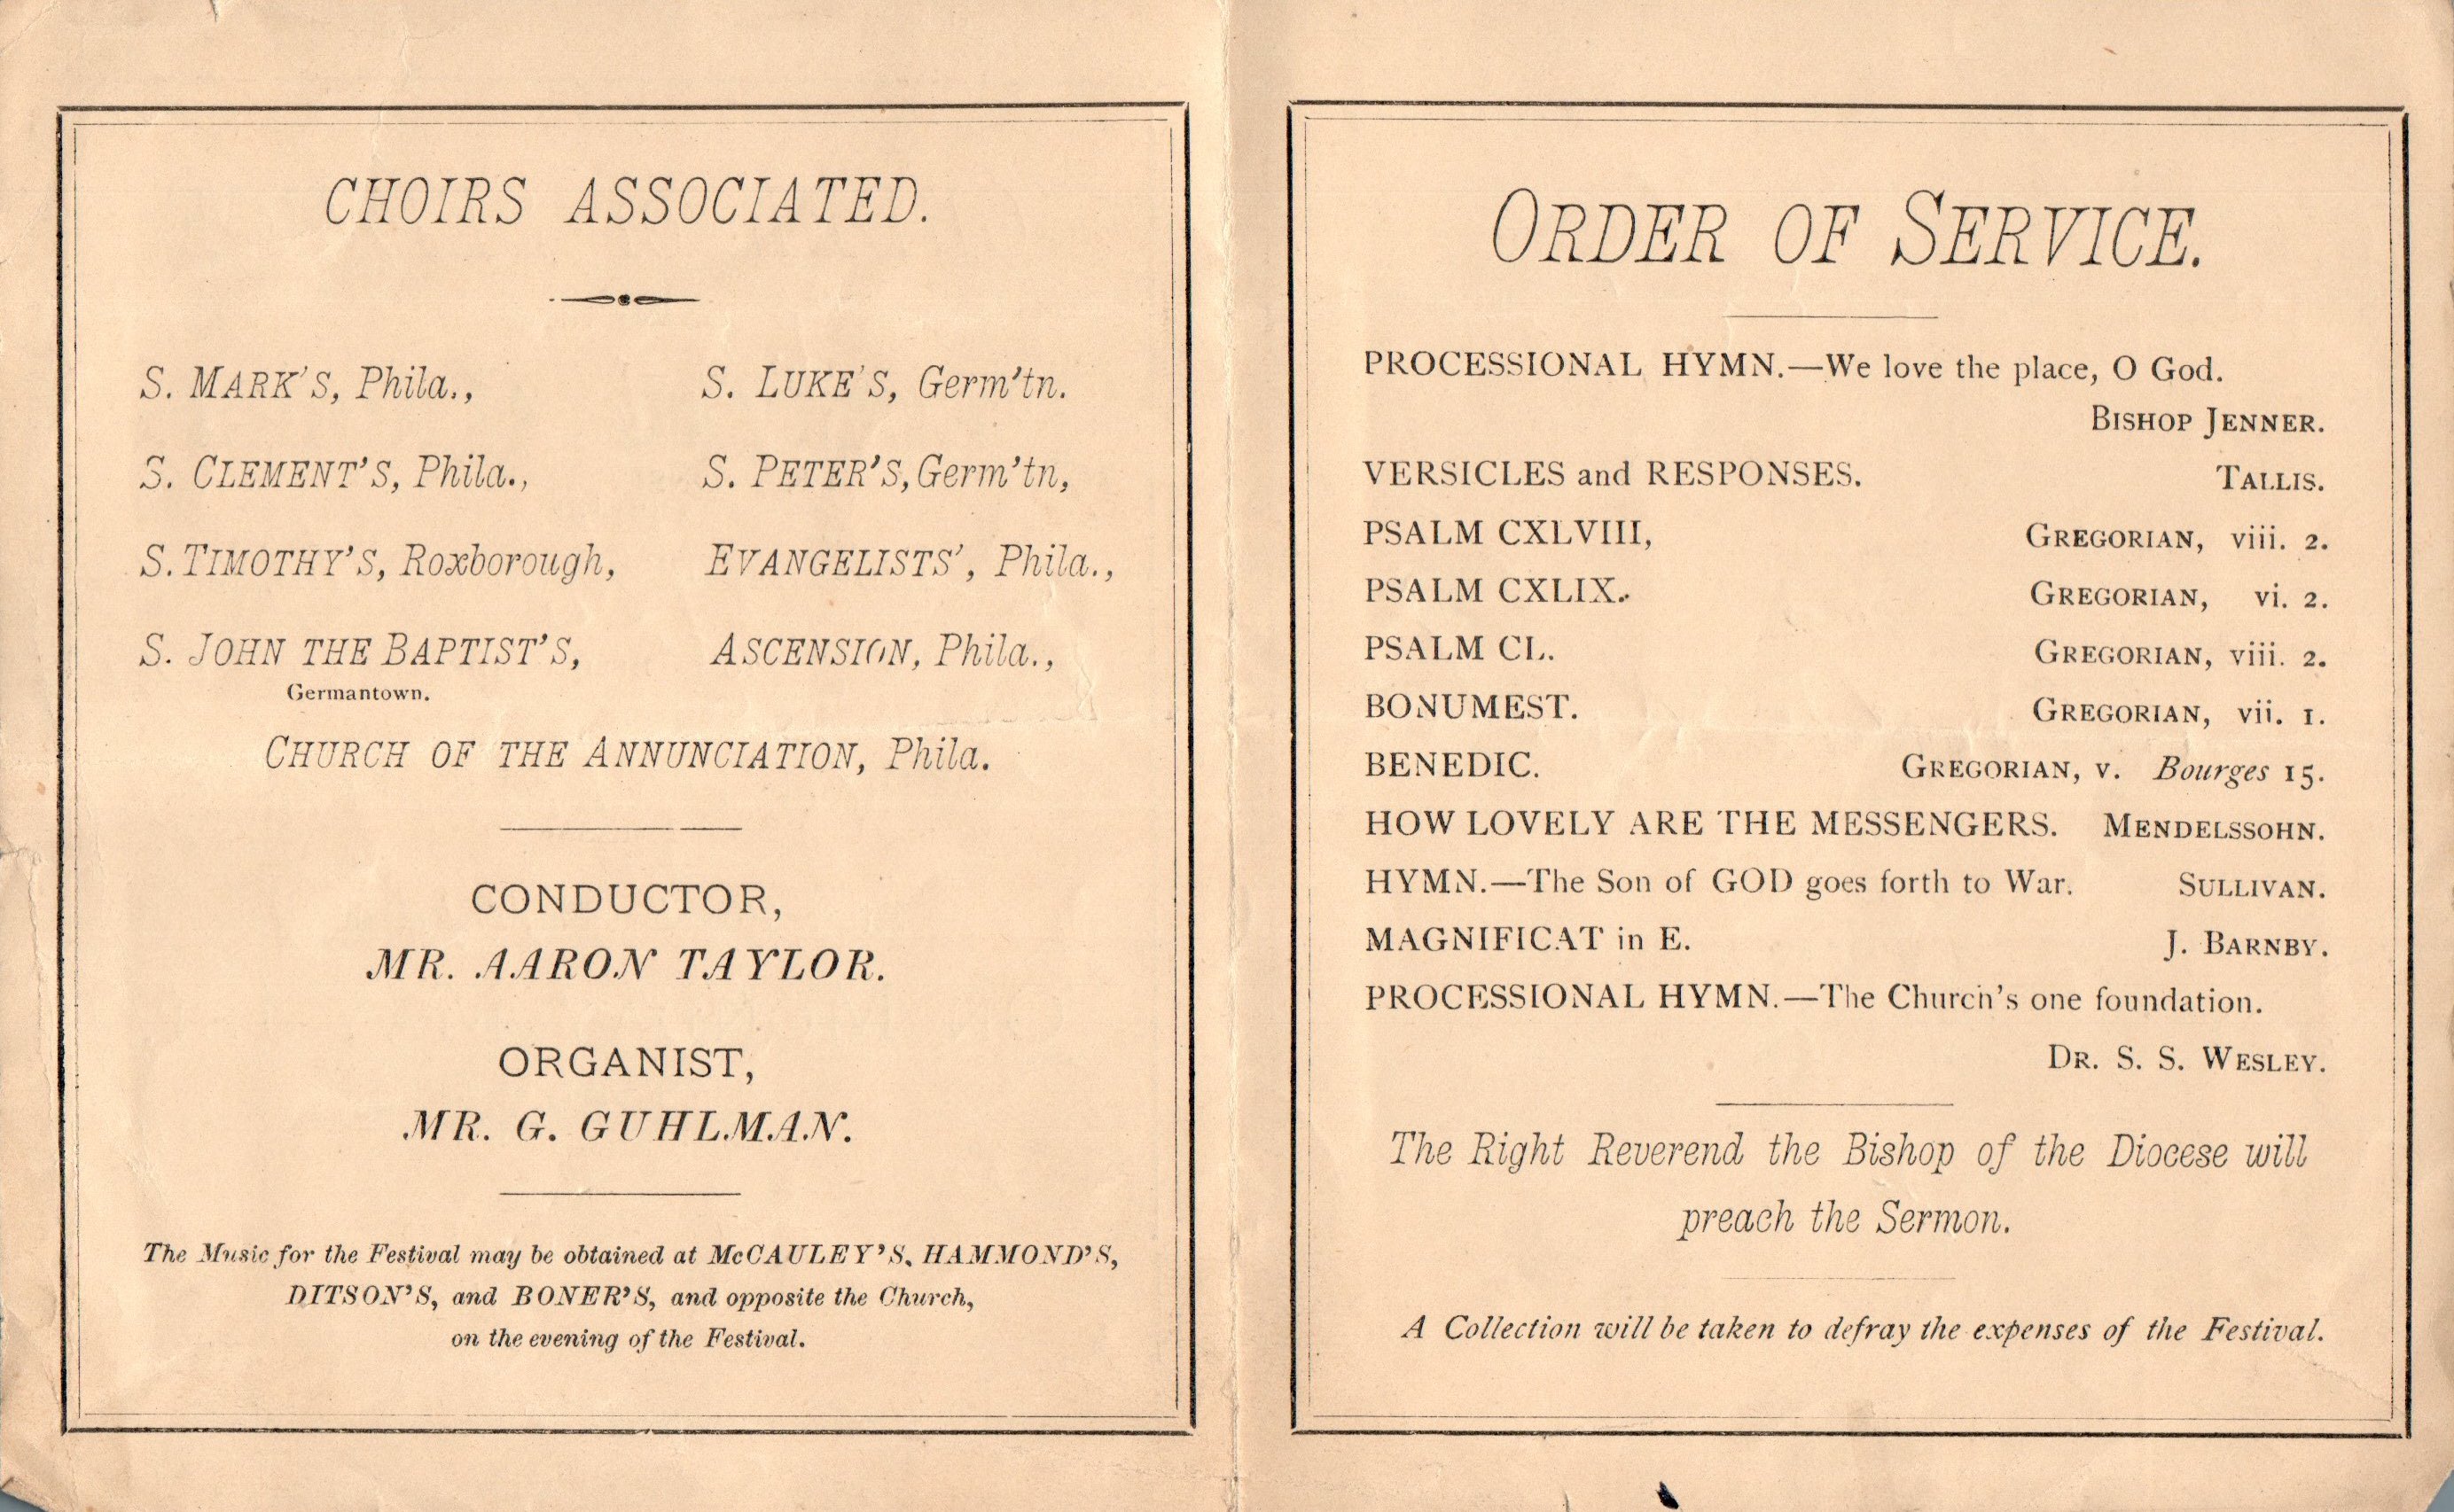 CHOIRS ASSOCIATED.
S. MARK'S, Phila.,
S. LUKE'S, Germ'tn.
S. CLEMENT'S, Phila.,
S. PETER'S, Germ'tn,
S. TIMOTHY'S, Roxborough,
EVANGELISTS', Phila.,
S. JOHN THE BAPTIST'S,
Germantown.
ASCENSION, Phila.,
CHURCH OF THE ANNUNCIATION, Phila.
CONDUCTOR,
MR. AARON TAYLOR.
ORGANIST,
MR. G. GUHLMAN.
The Music for the Festival may be obtained at McCAULEY'S, HAMMOND'S,
DITSON'S, and BONER'S, and opposite the Church,
on the evening of the Festival.
ORDER OF SERVICE.
PROCESSIONAL HYMN.—We love the place, O God.
BISHOP JENNER.
VERSICLES and RESPONSES. TALLIS.
PSALM CXLVIII, GREGORIAN, viii. 2.
PSALM CXLIX. GREGORIAN, vi. 2.
PSALM CL. GREGORIAN, viii. 2.
BONUMEST. GREGORIAN, vii. 1.
BENEDIC. GREGORIAN, v. Bourges 15.
HOW LOVELY ARE THE MESSENGERS. MENDELSSOHN.
HYMN.—The Son of GOD goes forth to War. SULLIVAN.
MAGNIFICAT in E. J. BARNBY.
PROCESSIONAL HYMN.—The Church's one foundation.
DR. S. S. WESLEY.
The Right Reverend the Bishop of the Diocese will
preach the Sermon.
A Collection will be taken to defray the expenses of the Festival.